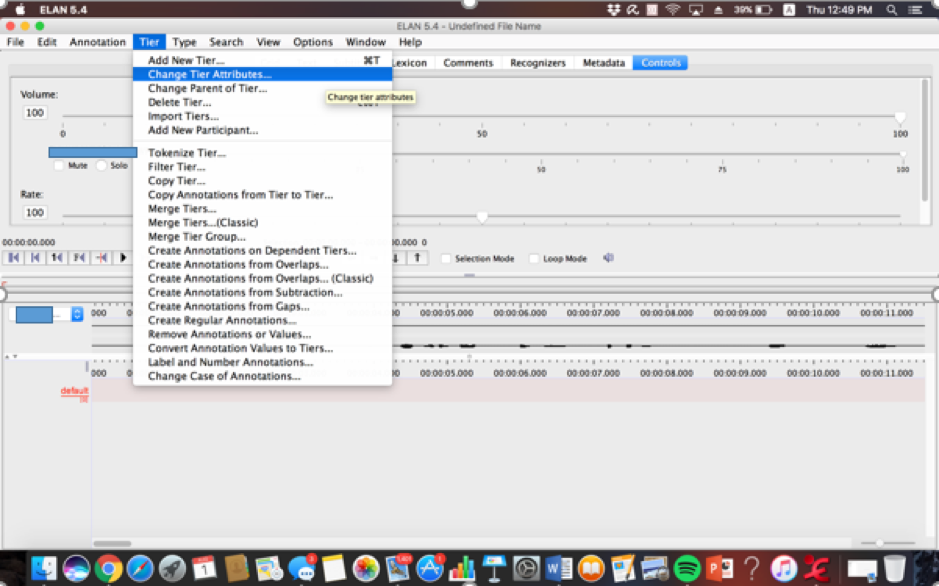 ELAN 5.4 39% A Thu 12:49 PM
ELAN 5.4 - Undefined File Name
File Edit Annotation Tier Type Search View Options Window Help
Add New Tier... ⌘T
Lexicon Comments Recognizers Metadata Controls
Change Tier Attributes...
Change Parent of Tier...
Change tier attributes
Delete Tier...
Import Tiers...
Add New Participant...
Volume:
100
0 50 100
Tokenize Tier...
Filter Tier...
Mute Solo 50 75 100
Copy Tier...
Copy Annotations from Tier to Tier...
Rate:
100
Merge Tiers...
Merge Tiers...(Classic)
Merge Tier Group...
00:00:00.000 0
Create Annotations on Dependent Tiers...
Selection Mode Loop Mode
Create Annotations from Overlaps...
Create Annotations from Overlaps... (Classic)
Create Annotations from Subtraction...
Create Annotations from Gaps...
000 00:00:05.000 00:00:06.000 00:00:07.000 00:00:08.000 00:00:09.000 00:00:10.000 00:00:11.000
Create Regular Annotations...
Remove Annotations or Values...
Convert Annotation Values to Tiers...
Label and Number Annotations...
Change Case of Annotations...
000 00:00:05.000 00:00:06.000 00:00:07.000 00:00:08.000 00:00:09.000 00:00:10.000 00:00:11.000
default